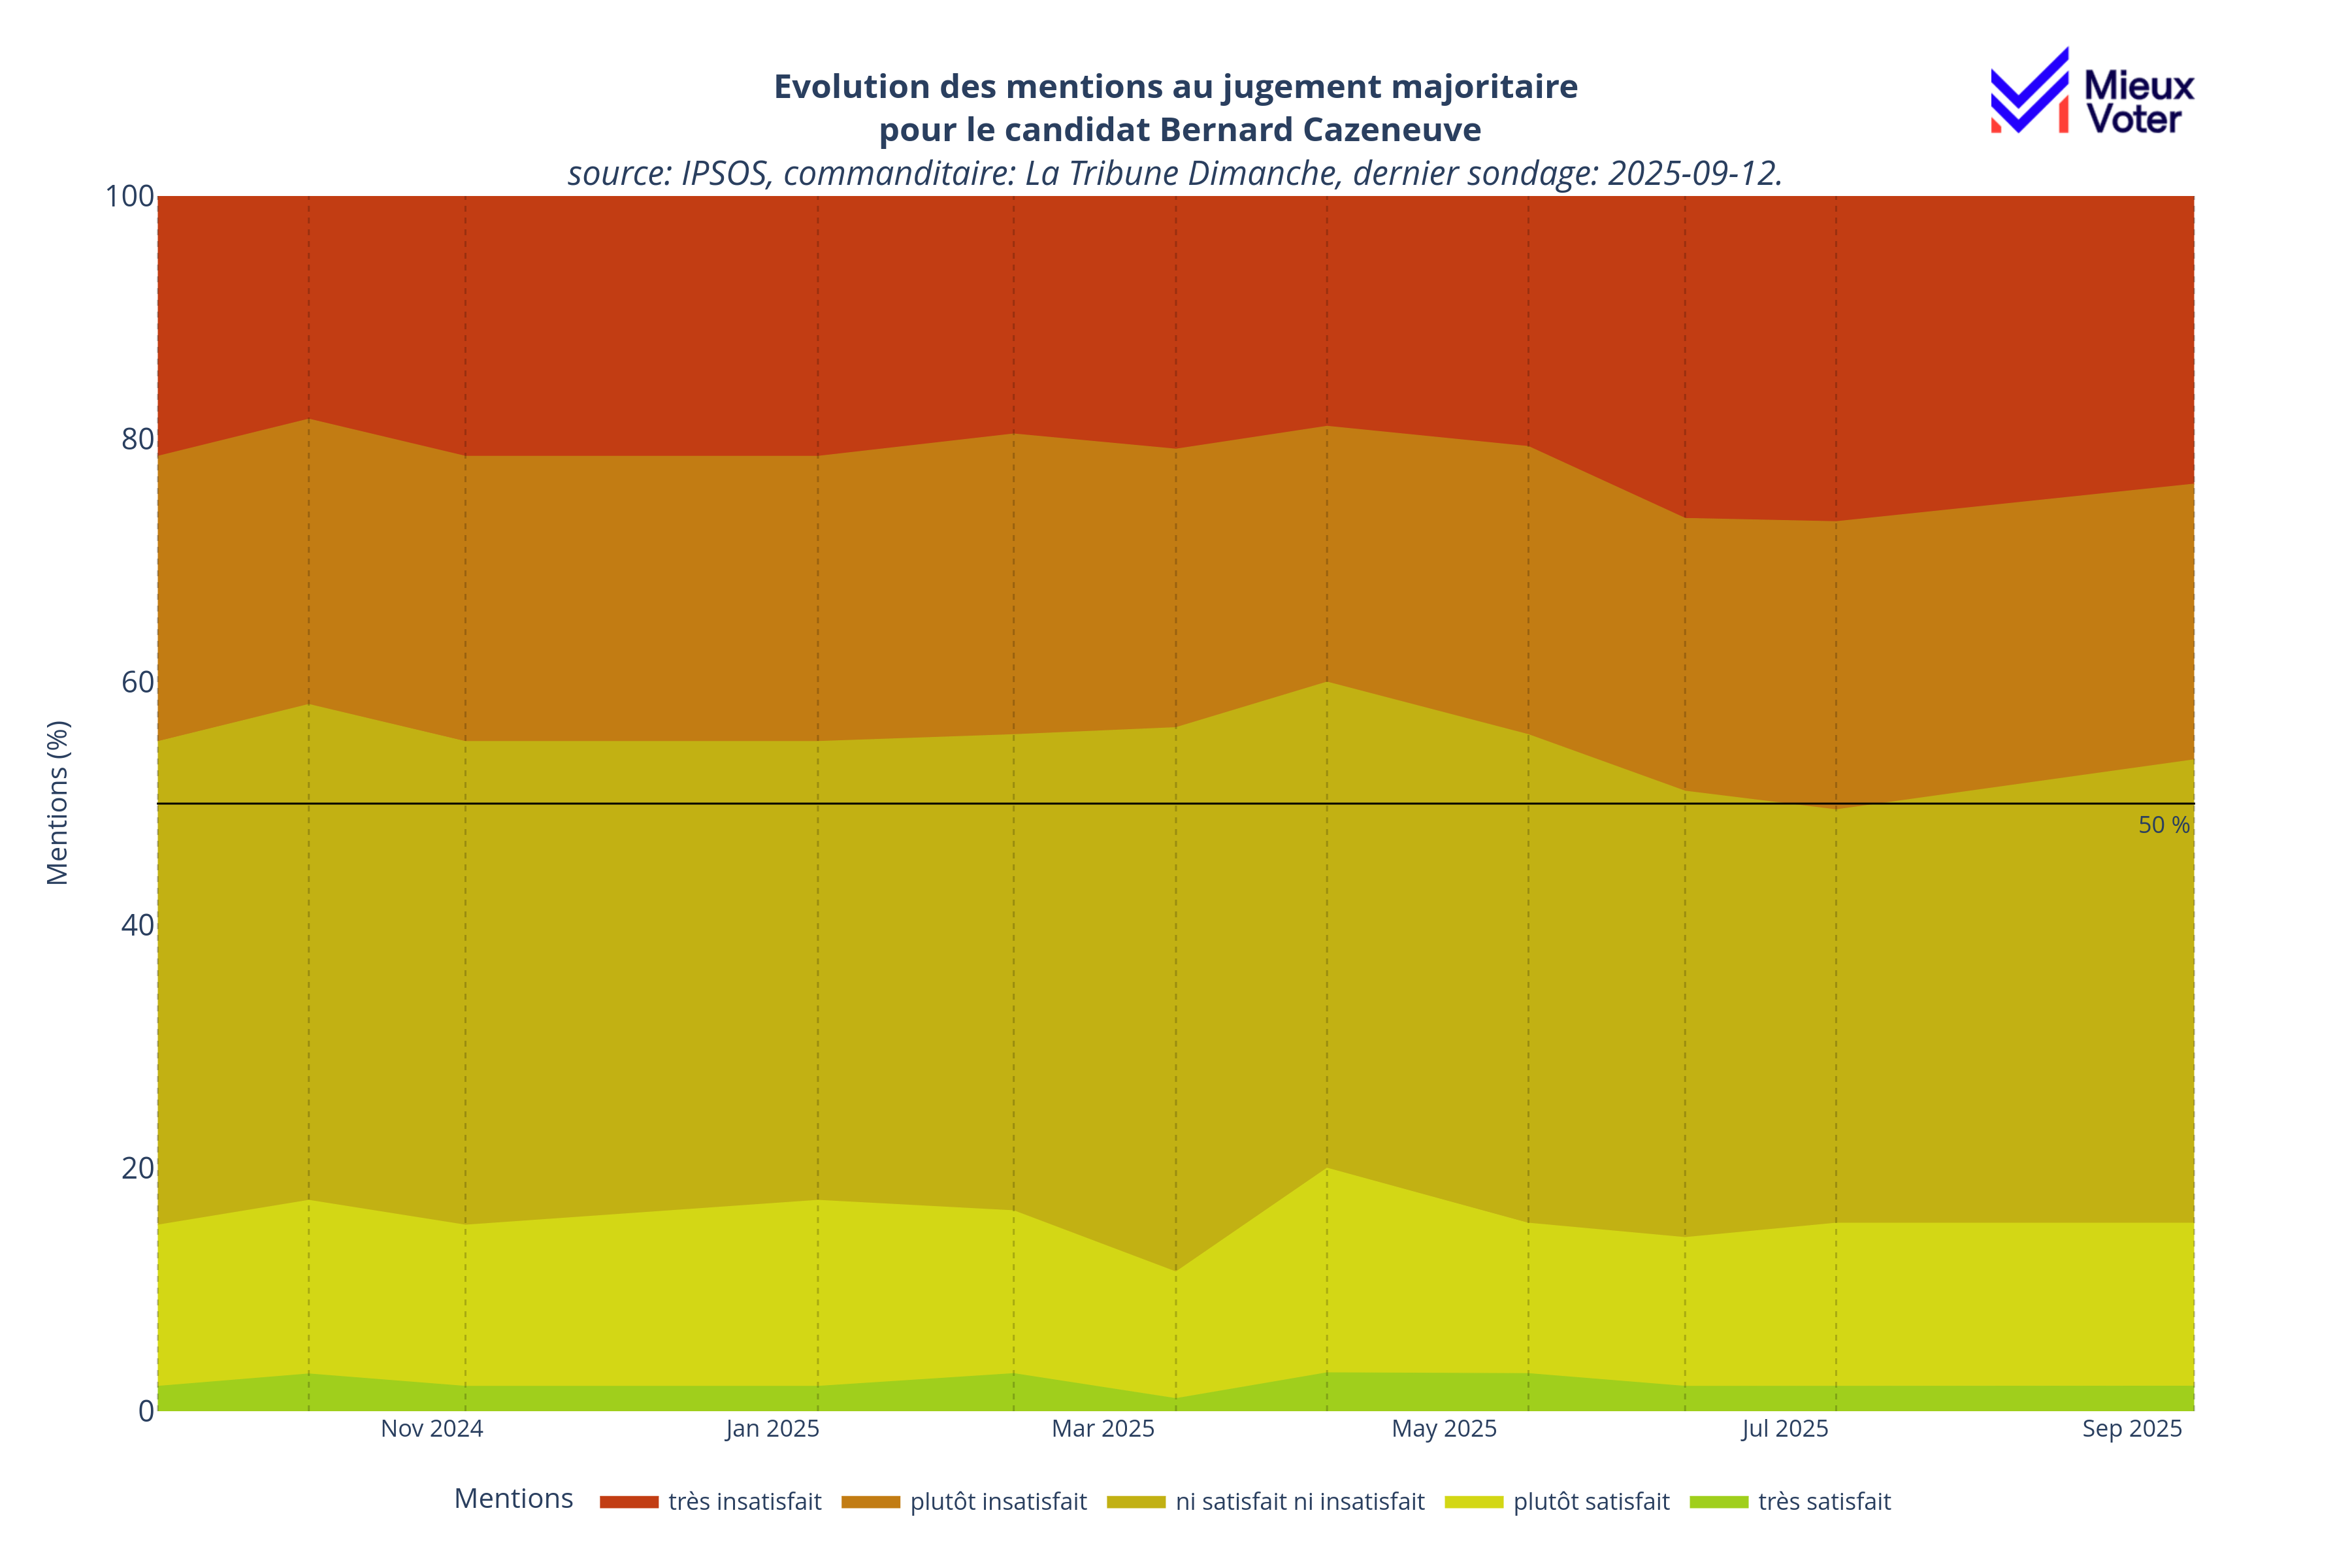 Evolution des mentions au jugement majoritaire
pour le candidat Bernard Cazeneuve
source: IPSOS, commanditaire: La Tribune Dimanche, dernier sondage: 2025-09-12.
Mieux
Voter
100
80
60
40
20
0
Mentions (%)
50 %
Nov 2024
Jan 2025
Mar 2025
May 2025
Jul 2025
Sep 2025
Mentions
très insatisfait
plutôt insatisfait
ni satisfait ni insatisfait
plutôt satisfait
très satisfait